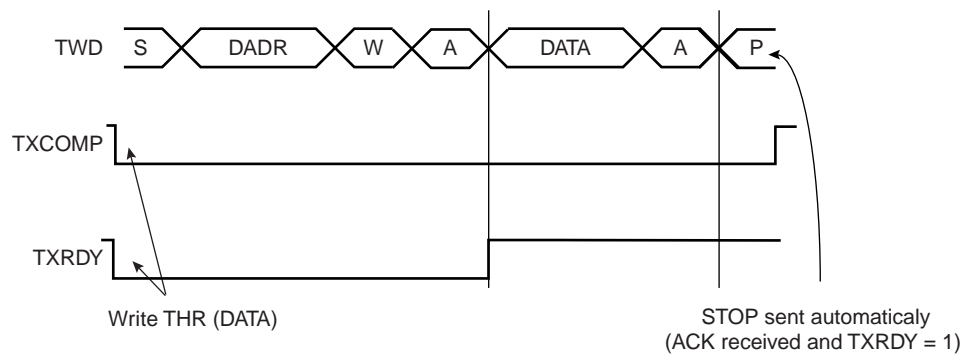 TWD S DADR W A DATA A P
TXCOMP
TXRDY
Write THR (DATA)
STOP sent automaticaly
(ACK received and TXRDY = 1)